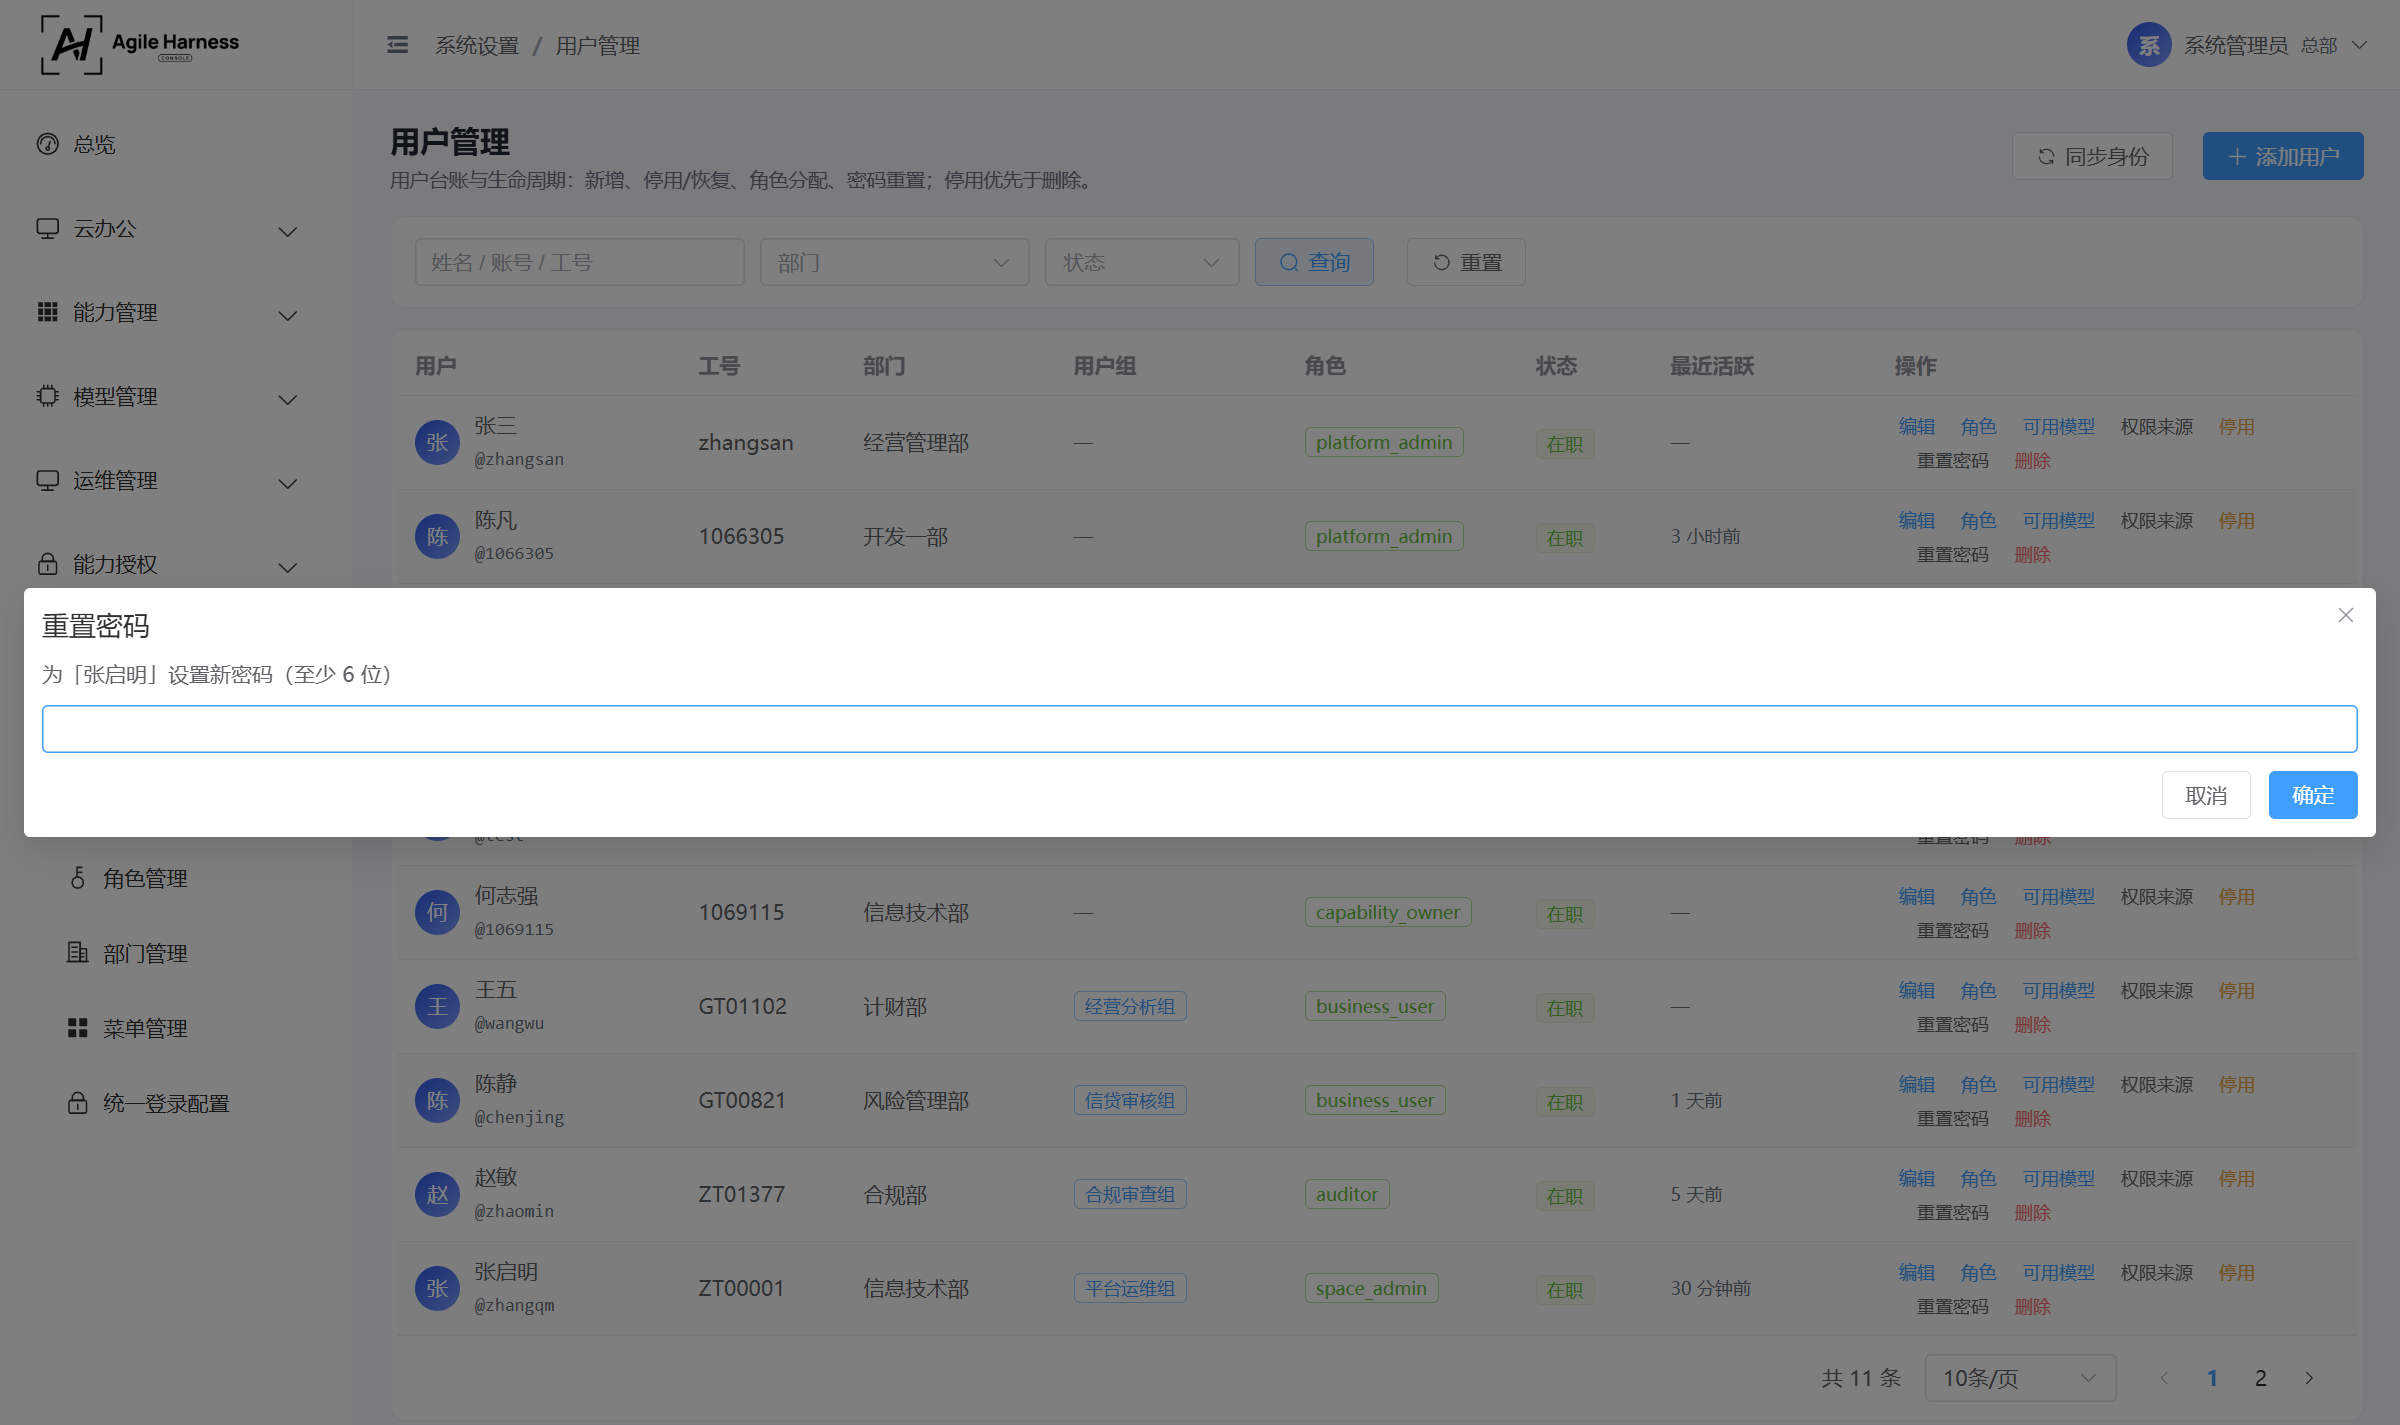 Agile Harness
CONSOLE
系统设置 / 用户管理
系 系统管理员 总部
总览
云办公
能力管理
模型管理
运维管理
能力授权
角色管理
部门管理
菜单管理
统一登录配置
用户管理
用户台账与生命周期：新增、停用/恢复、角色分配、密码重置；停用优先于删除。
同步身份
添加用户
姓名 / 账号 / 工号 部门 状态 查询 重置
用户 工号 部门 用户组 角色 状态 最近活跃 操作
张 张三 @zhangsan zhangsan 经营管理部 — platform_admin 在职 — 编辑 角色 可用模型 权限来源 停用
重置密码 删除
陈 陈凡 @1066305 1066305 开发一部 — platform_admin 在职 3 小时前 编辑 角色 可用模型 权限来源 停用
重置密码 删除
重置密码
为「张启明」设置新密码（至少 6 位）
取消 确定
@test 重置密码 删除
何 何志强 @1069115 1069115 信息技术部 — capability_owner 在职 — 编辑 角色 可用模型 权限来源 停用
重置密码 删除
王 王五 @wangwu GT01102 计财部 经营分析组 business_user 在职 — 编辑 角色 可用模型 权限来源 停用
重置密码 删除
陈 陈静 @chenjing GT00821 风险管理部 信贷审核组 business_user 在职 1 天前 编辑 角色 可用模型 权限来源 停用
重置密码 删除
赵 赵敏 @zhaomin ZT01377 合规部 合规审查组 auditor 在职 5 天前 编辑 角色 可用模型 权限来源 停用
重置密码 删除
张 张启明 @zhangqm ZT00001 信息技术部 平台运维组 space_admin 在职 30 分钟前 编辑 角色 可用模型 权限来源 停用
重置密码 删除
共 11 条 10条/页 1 2